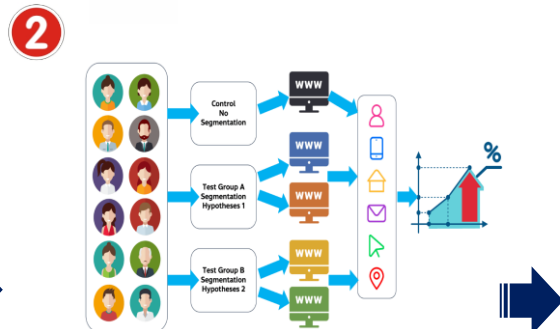 2
Control
No
Segmentation
Test Group A
Segmentation
Hypotheses 1
Test Group B
Segmentation
Hypotheses 2
www
www
www
www
www
%